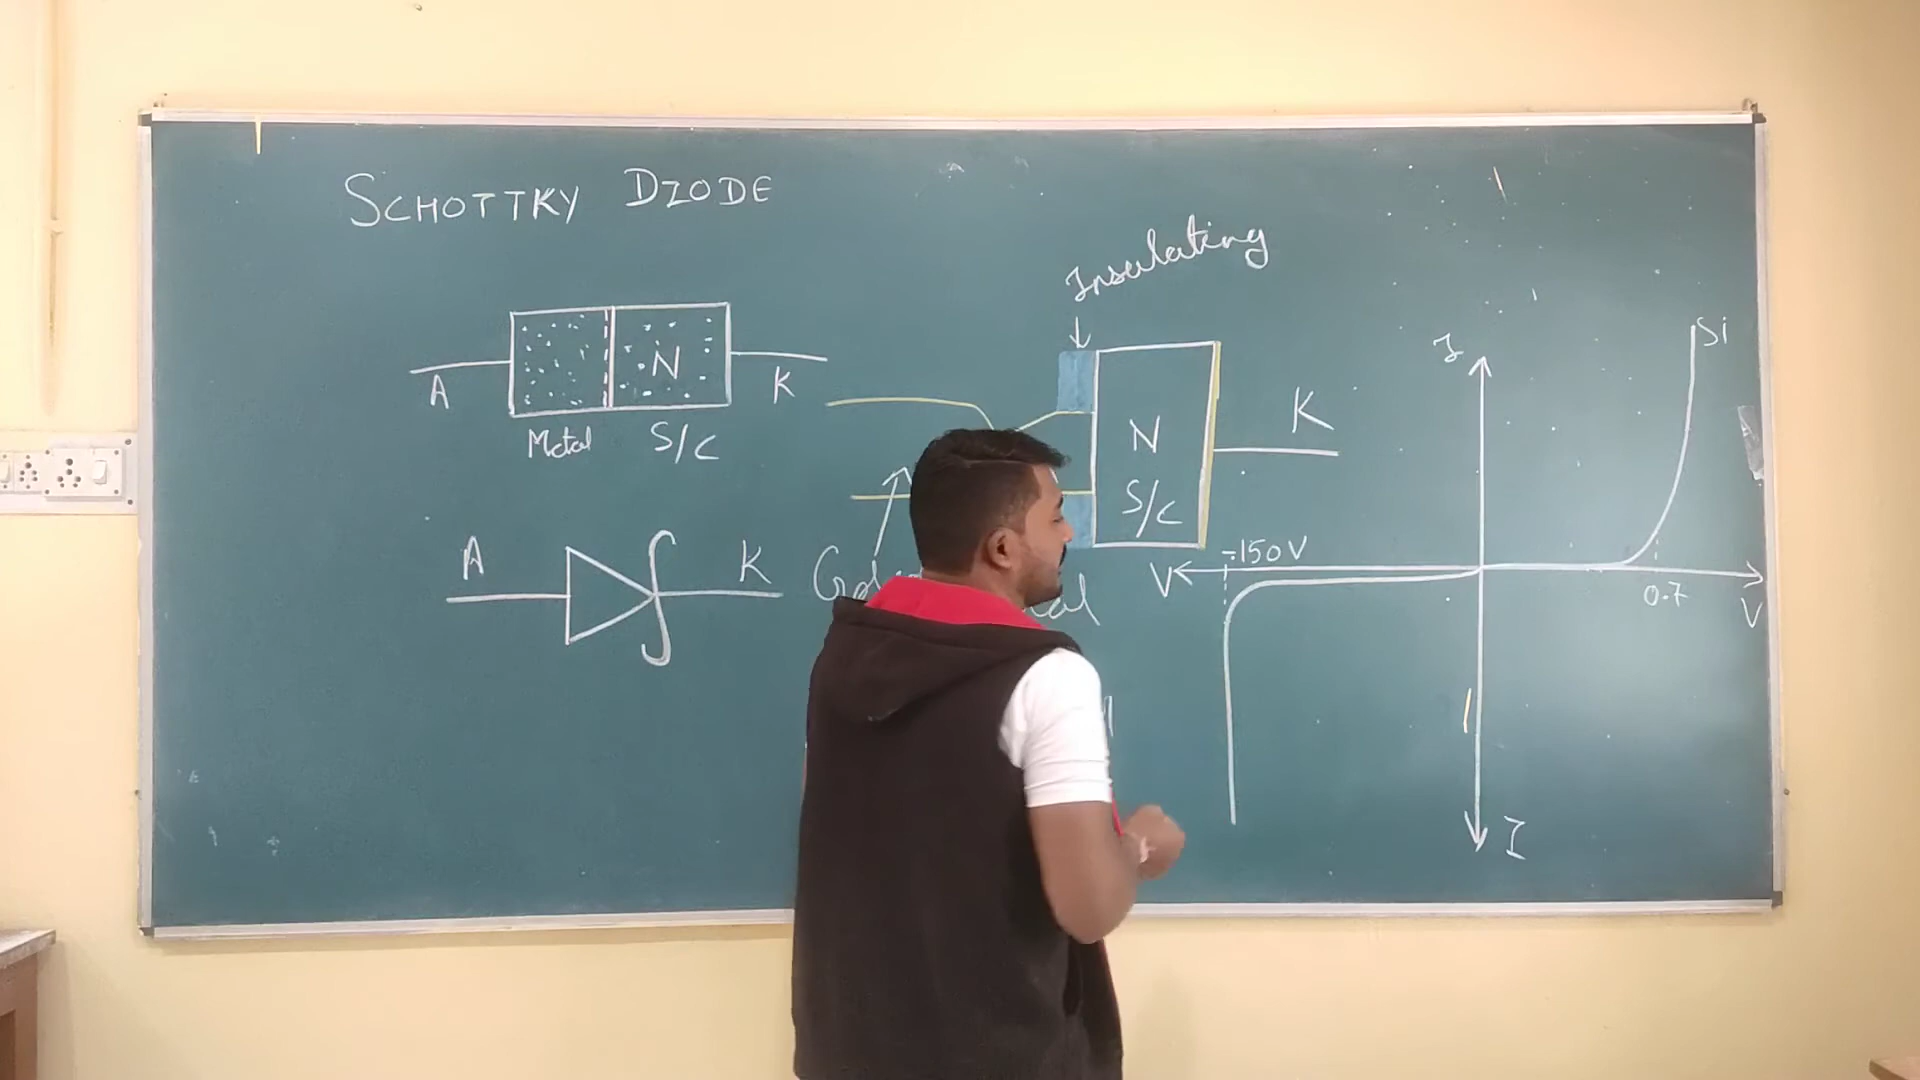 SCHOTTKY DIODE
Insulating
A
N
K
Metal
S/C
N
S/C
K
A
K
I
Si
-150V
V
0.7
V
I